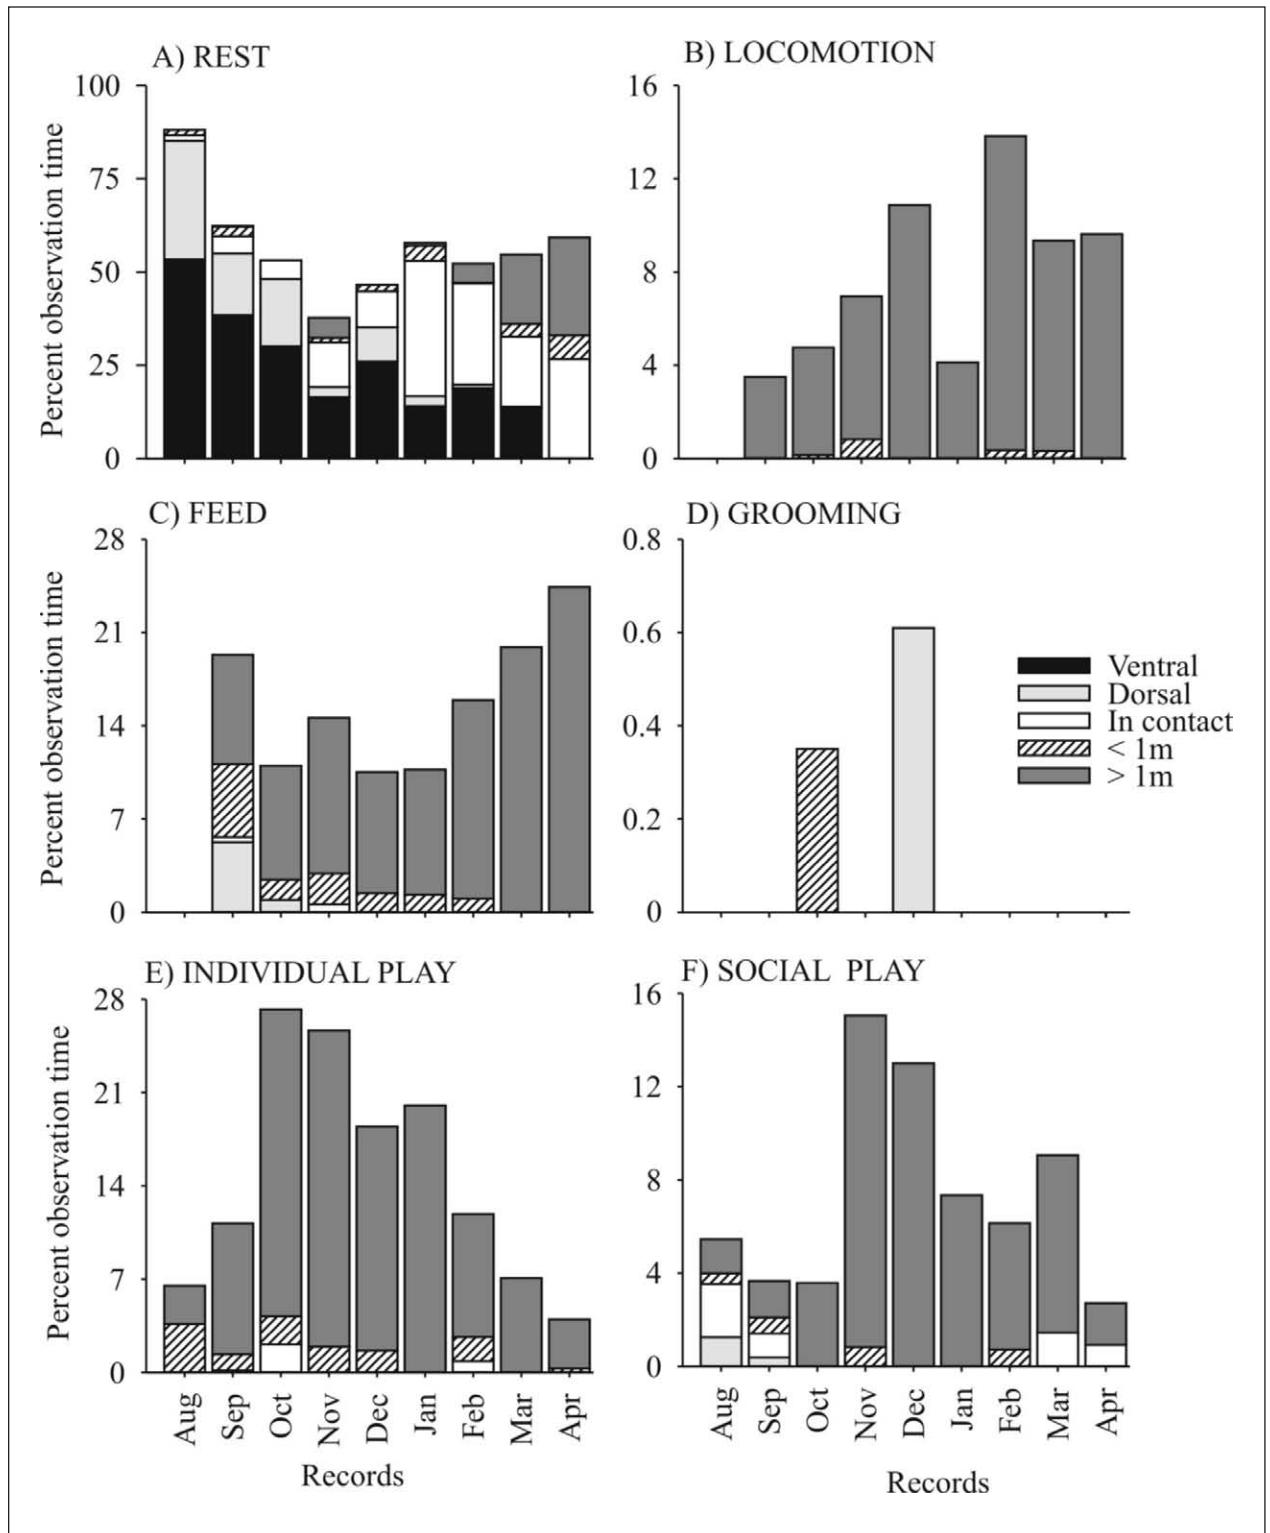 A) REST
B) LOCOMOTION
Percent observation time
100
75
50
25
0
16
12
8
4
0
C) FEED
D) GROOMING
Percent observation time
28
21
14
7
0
0.8
0.6
0.4
0.2
0
Ventral
Dorsal
In contact
< 1m
> 1m
E) INDIVIDUAL PLAY
F) SOCIAL PLAY
Percent observation time
28
21
14
7
0
16
12
8
4
0
Aug Sep Oct Nov Dec Jan Feb Mar Apr
Aug Sep Oct Nov Dec Jan Feb Mar Apr
Records
Records